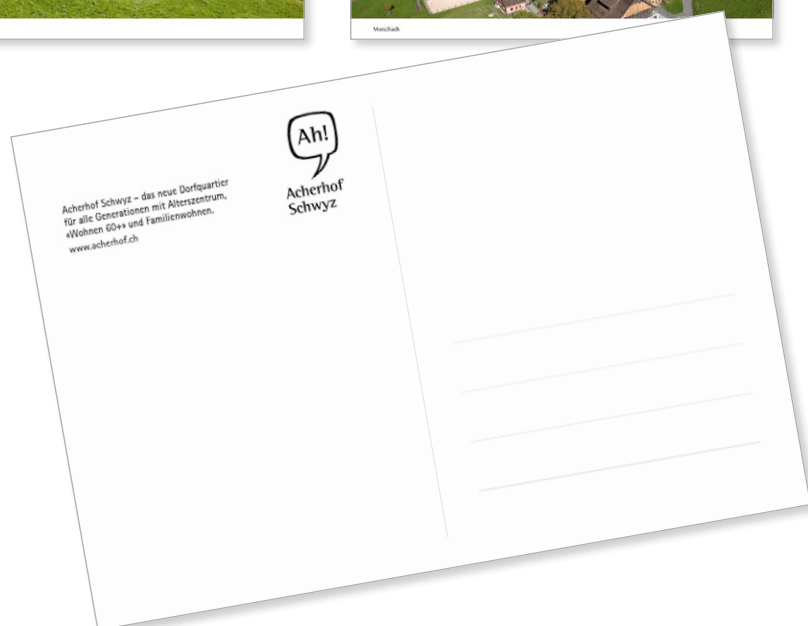 Morschach
Ah!
Acherhof
Schwyz
Acherhof Schwyz – das neue Dorfquartier
für alle Generationen mit Alterszentrum,
«Wohnen 60+» und Familienwohnen.
www.acherhof.ch